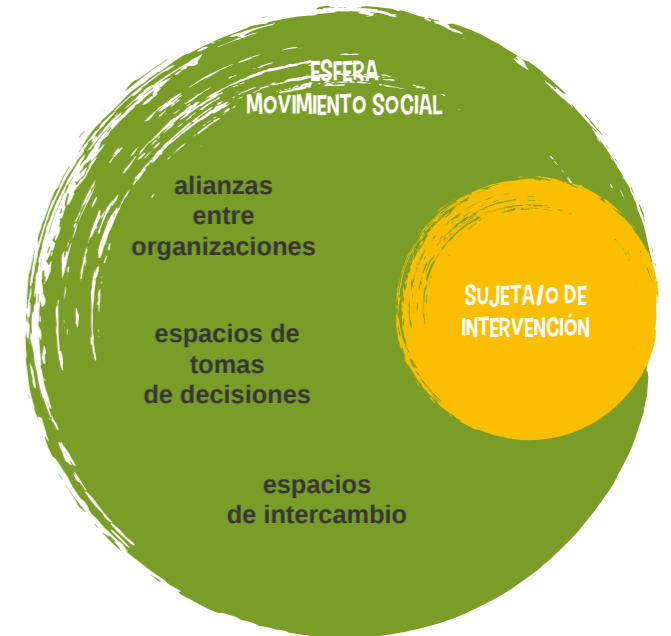 ESFERA
MOVIMIENTO SOCIAL
alianzas
entre
organizaciones
SUJETA/O DE
INTERVENCIÓN
espacios de
tomas
de decisiones
espacios
de intercambio